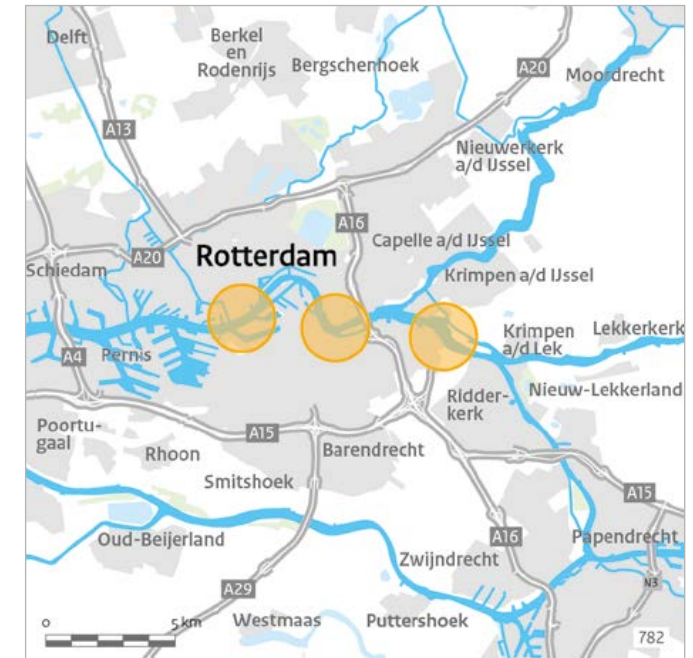 Delft
Berkel
en
Rodenrijs
Bergschenhoek
A20
Moordrecht
A13
Nieuwerkerk
a/d IJssel
A16
Capelle a/d IJssel
Rotterdam
A20
Schiedam
Krimpen a/d IJssel
Krimpen
a/d Lek
Lekkerkerk
A4
Pernis
Nieuw-Lekkerland
Ridder-
kerk
Poortu-
gaal
A15
Rhoon
Barendrecht
Smitshoek
A15
Oud-Beijerland
A16
Papendrecht
Zwijndrecht
N3
A29
0
5 km
Westmaas
Puttershoek
782